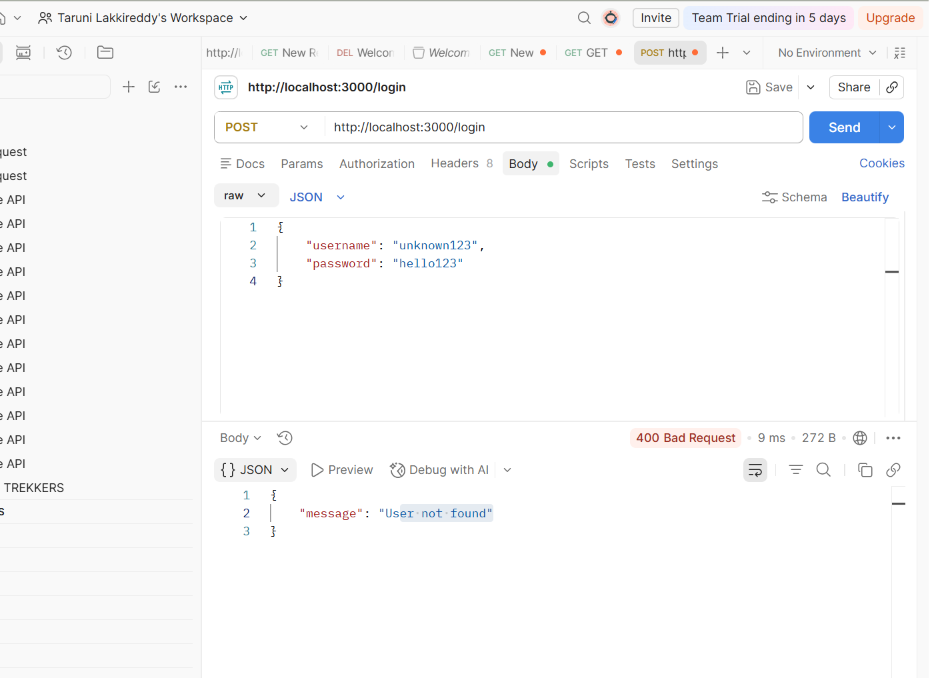 Taruni Lakkireddy's Workspace Invite Team Trial ending in 5 days Upgrade
http://l GET New R DEL Welcon Welcom GET New GET GET POST http No Environment
HTTP http://localhost:3000/login Save Share
POST http://localhost:3000/login Send
Docs Params Authorization Headers 8 Body Scripts Tests Settings Cookies
raw JSON Schema Beautify
1 {
2 "username": "unknown123",
3 "password": "hello123"
4 }
quest
quest
e API
e API
e API
e API
e API
e API
e API
e API
e API
e API
e API
e API
TREKKERS
s
Body 400 Bad Request 9 ms 272 B
{} JSON Preview Debug with AI
1 {
2 "message": "User not found"
3 }